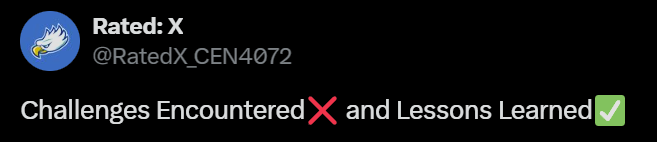 Rated: X
@RatedX_CEN4072
Challenges Encountered❌ and Lessons Learned✅